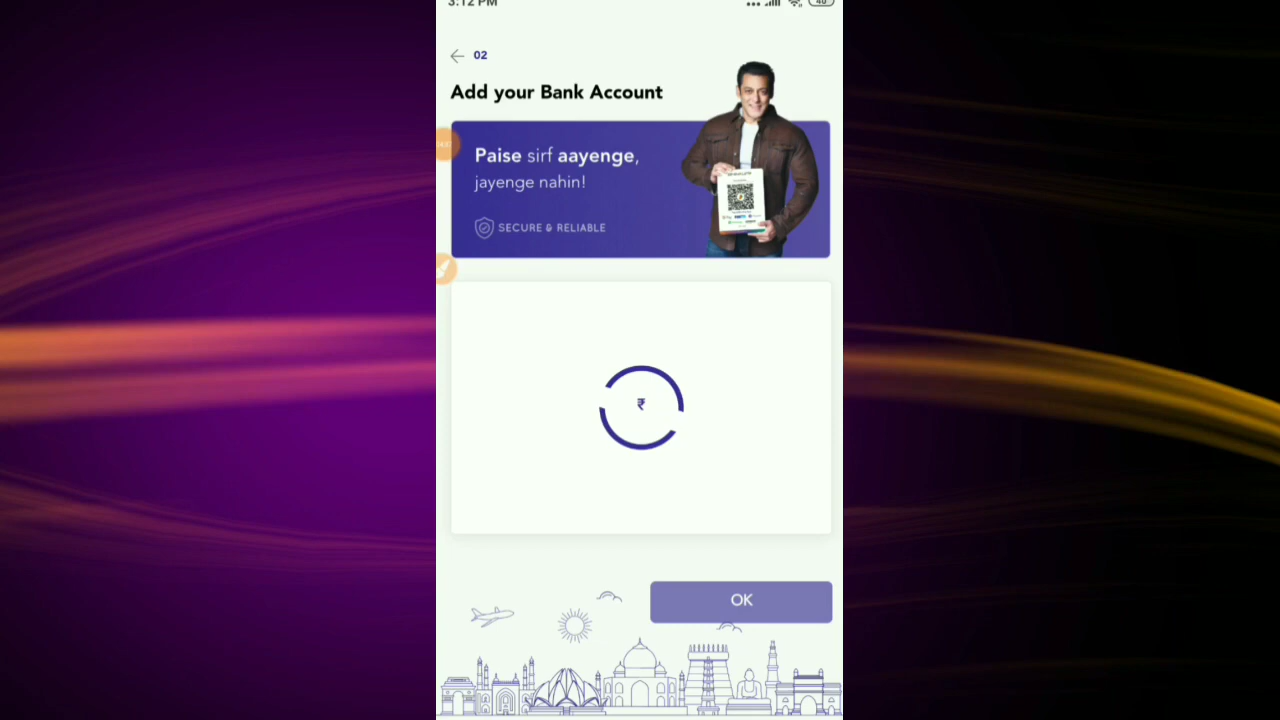 3:12 PM
02
Add your Bank Account
Paise sirf aayenge,
jayenge nahin!
SECURE & RELIABLE
₹
OK